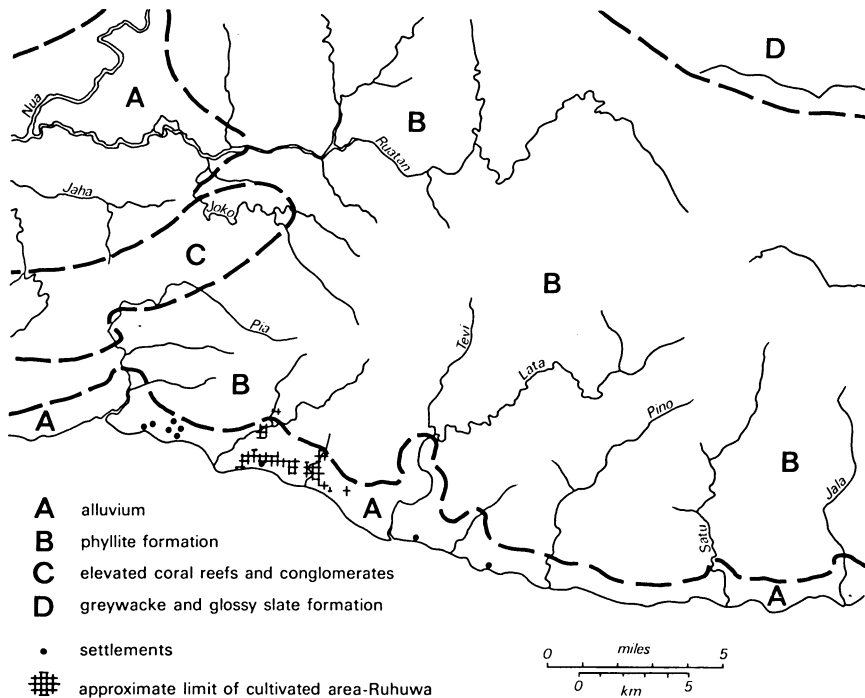 D
Nua
A
B
Ruatan
Jaha
Joko
C
B
Pia
Tevi
Lata
B
Pino
A
B
Jala
A
Satu
A
A alluvium
B phyllite formation
C elevated coral reefs and conglomerates
D greywacke and glossy slate formation
settlements
approximate limit of cultivated area-Ruhuwa
0 miles 5
0 km 5